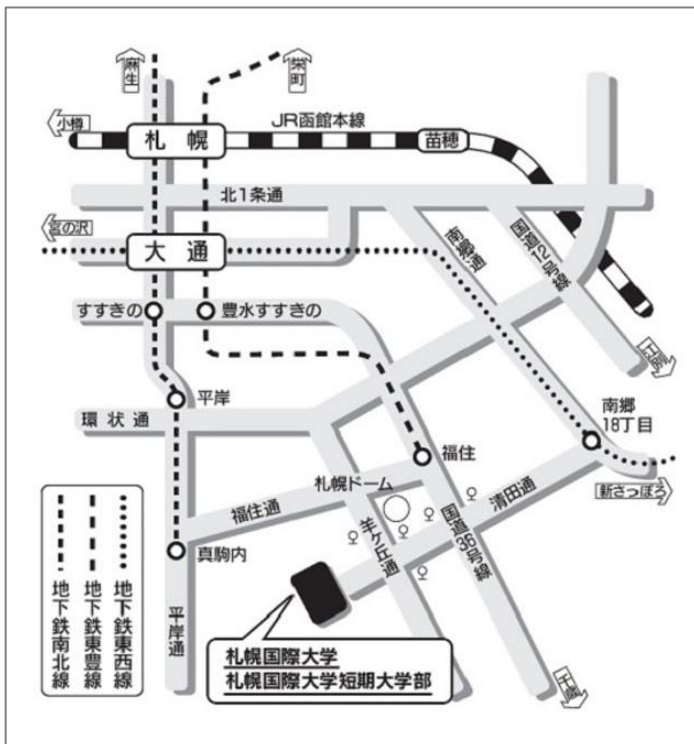 麻生
栄町
小樽
JR函館本線
札幌
苗穂
北1条通
宮の沢
大通
南郷通
国道12号線
すすきの
豊水すすきの
江別
平岸
環状通
南郷
18丁目
福住
札幌ドーム
新さっぽろ
福住通
清田通
羊ケ丘通
国道36号線
真駒内
平岸通
地下鉄南北線
地下鉄東豊線
地下鉄東西線
札幌国際大学
札幌国際大学短期大学部
千歳